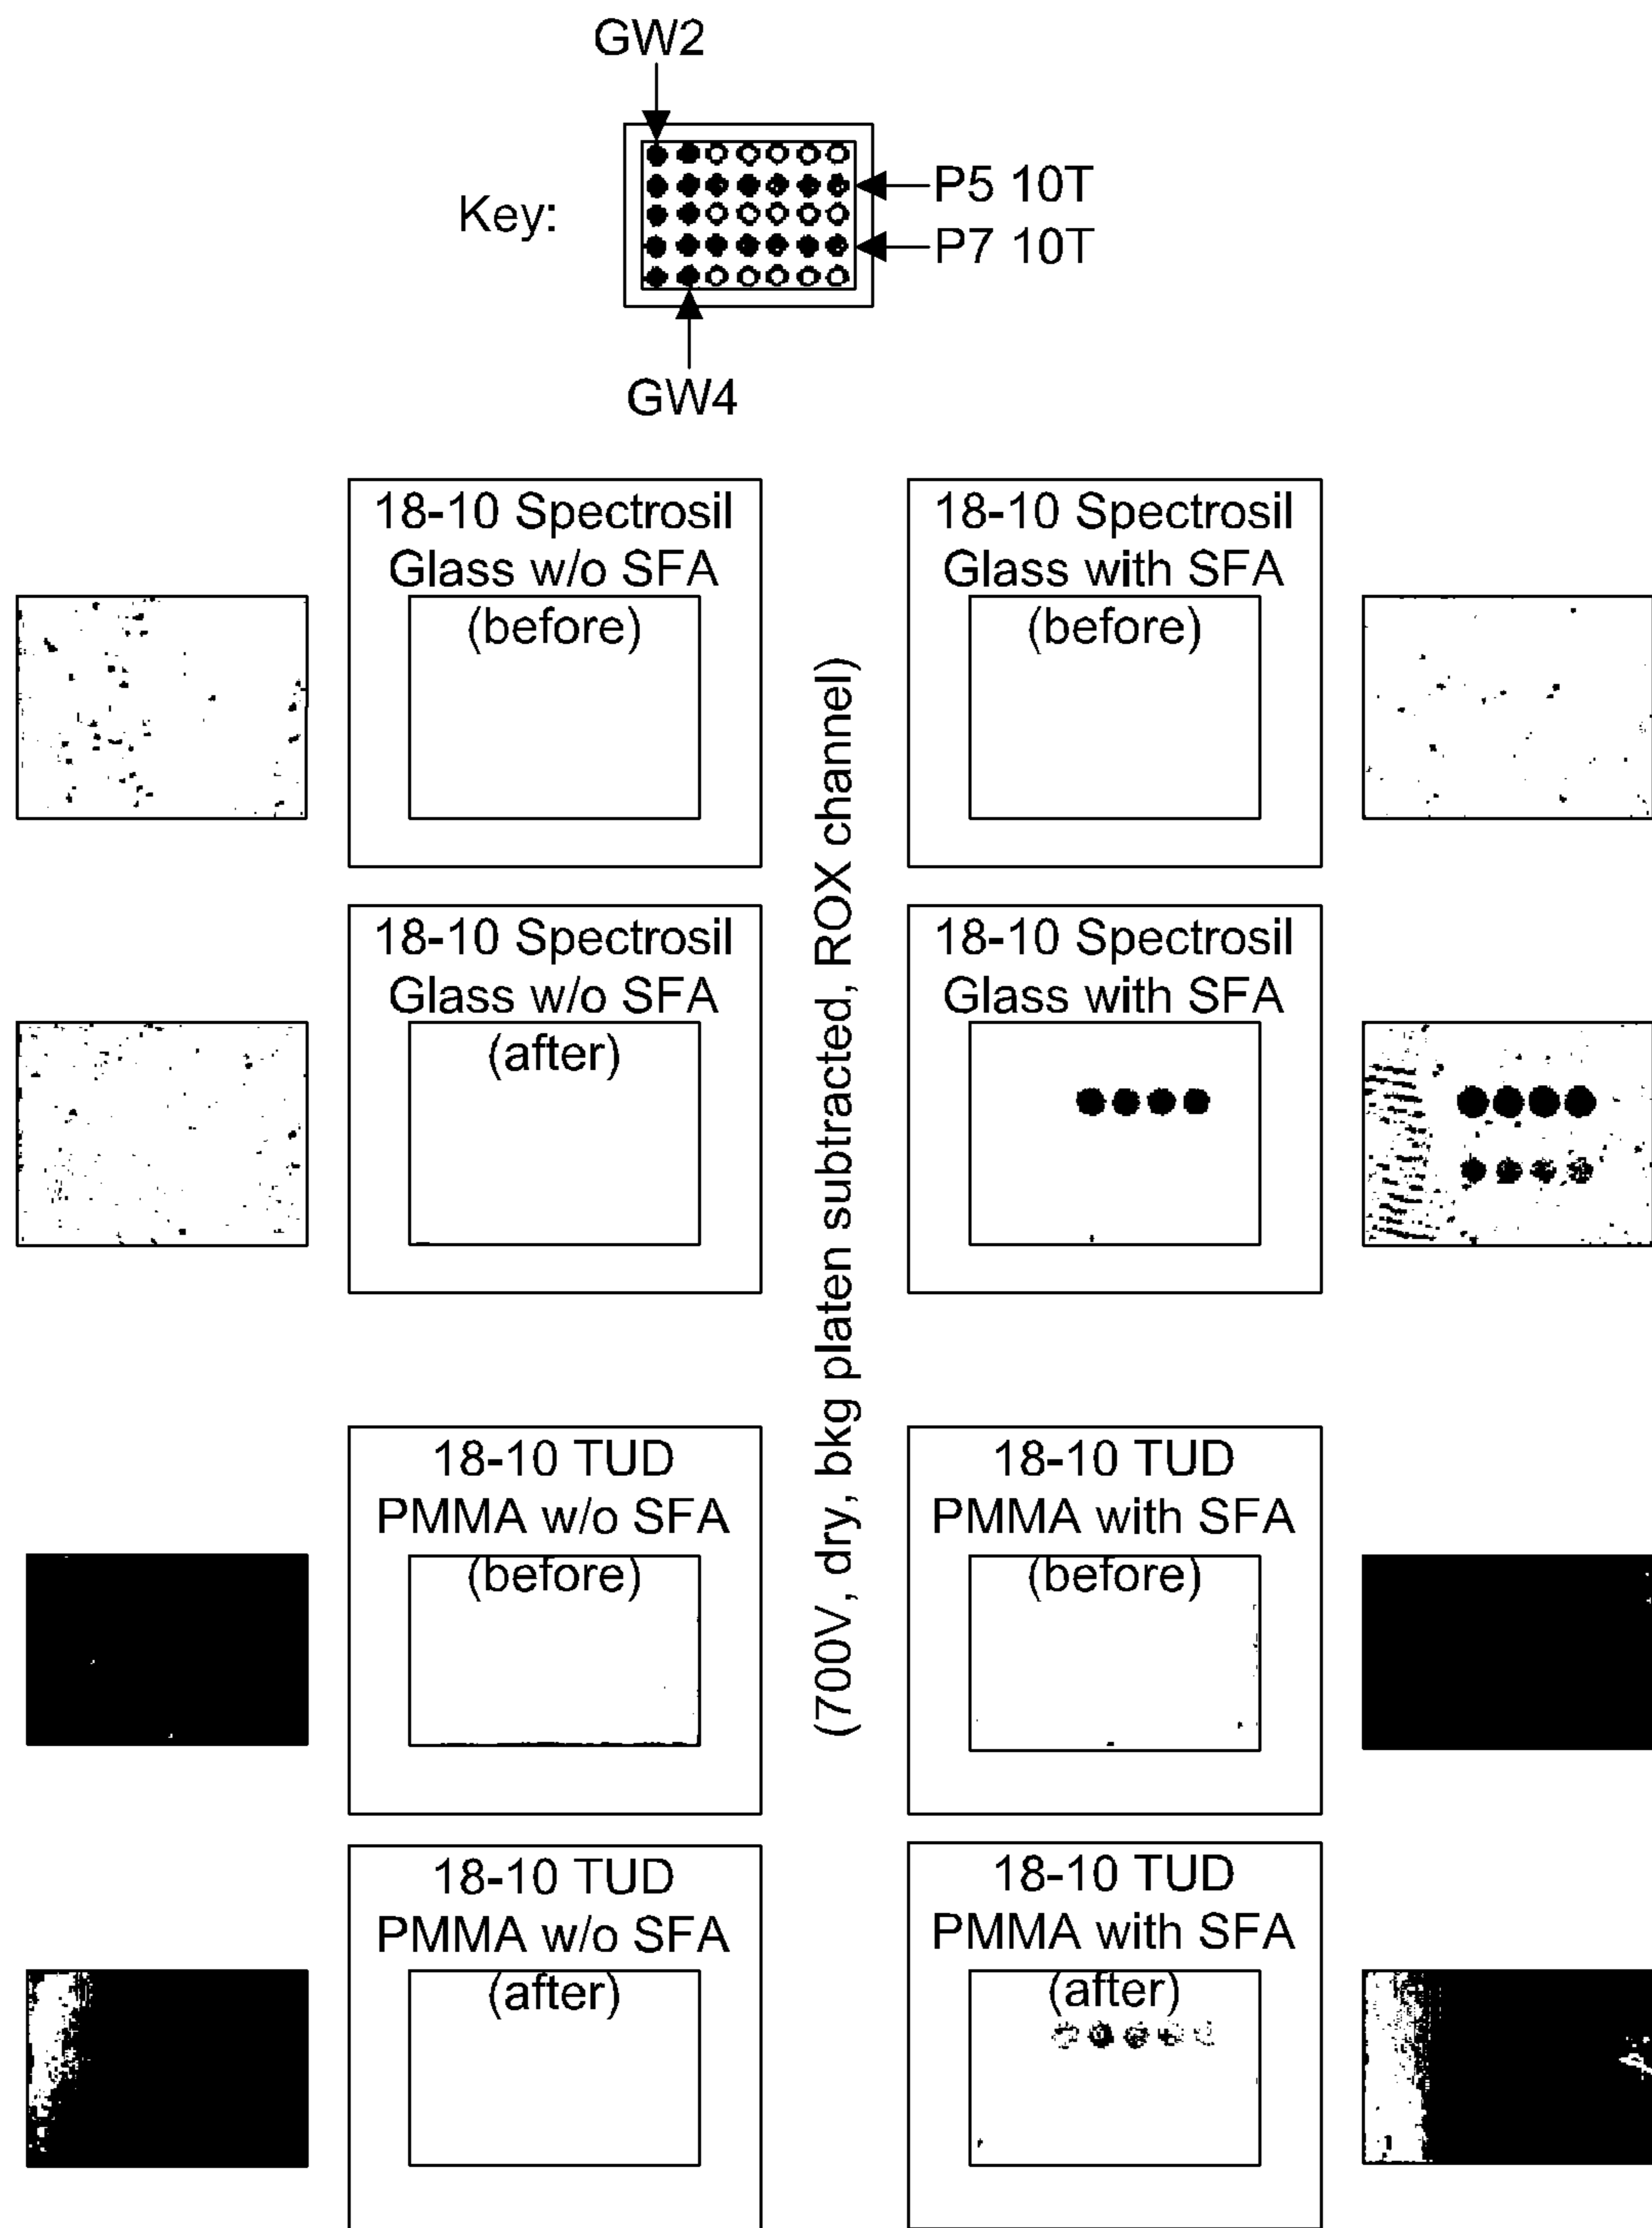 GW2
Key:
P5 10T
P7 10T
GW4
18-10 Spectrosil
Glass w/o SFA
(before)
18-10 Spectrosil
Glass with SFA
(before)
(700V, dry, bkg platen subtracted, ROX channel)
18-10 Spectrosil
Glass w/o SFA
(after)
18-10 Spectrosil
Glass with SFA
18-10 TUD
PMMA w/o SFA
(before)
18-10 TUD
PMMA with SFA
(before)
18-10 TUD
PMMA w/o SFA
(after)
18-10 TUD
PMMA with SFA
(after)